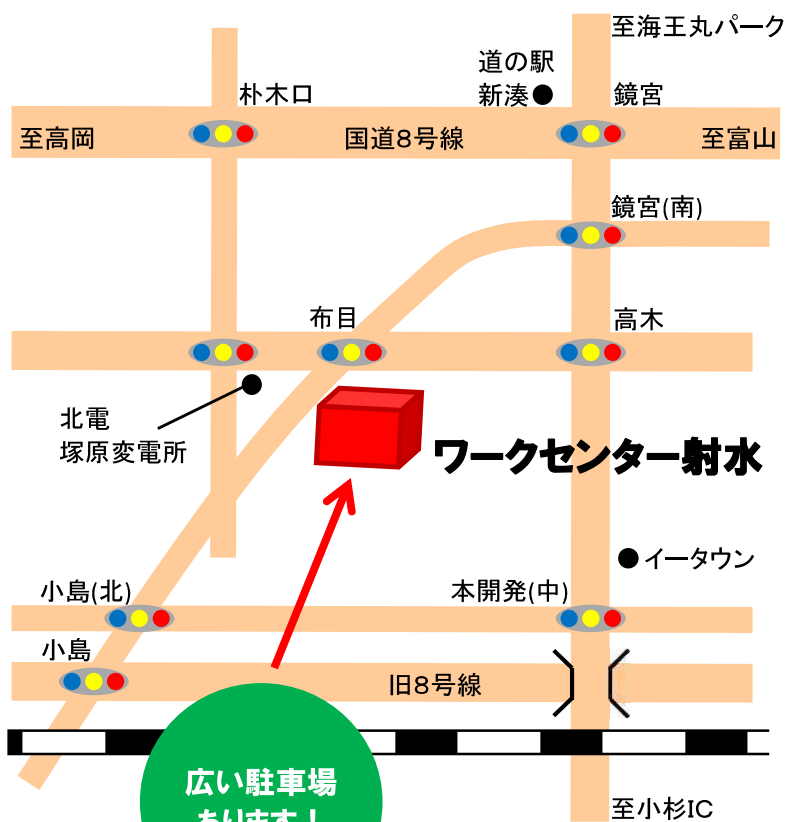 至海王丸パーク
道の駅
新湊
朴木口
鏡宮
至高岡
国道8号線
至富山
鏡宮(南)
布目
高木
北電
塚原変電所
ワークセンター射水
イータウン
小島(北)
本開発(中)
小島
旧8号線
広い駐車場
あります！
至小杉IC